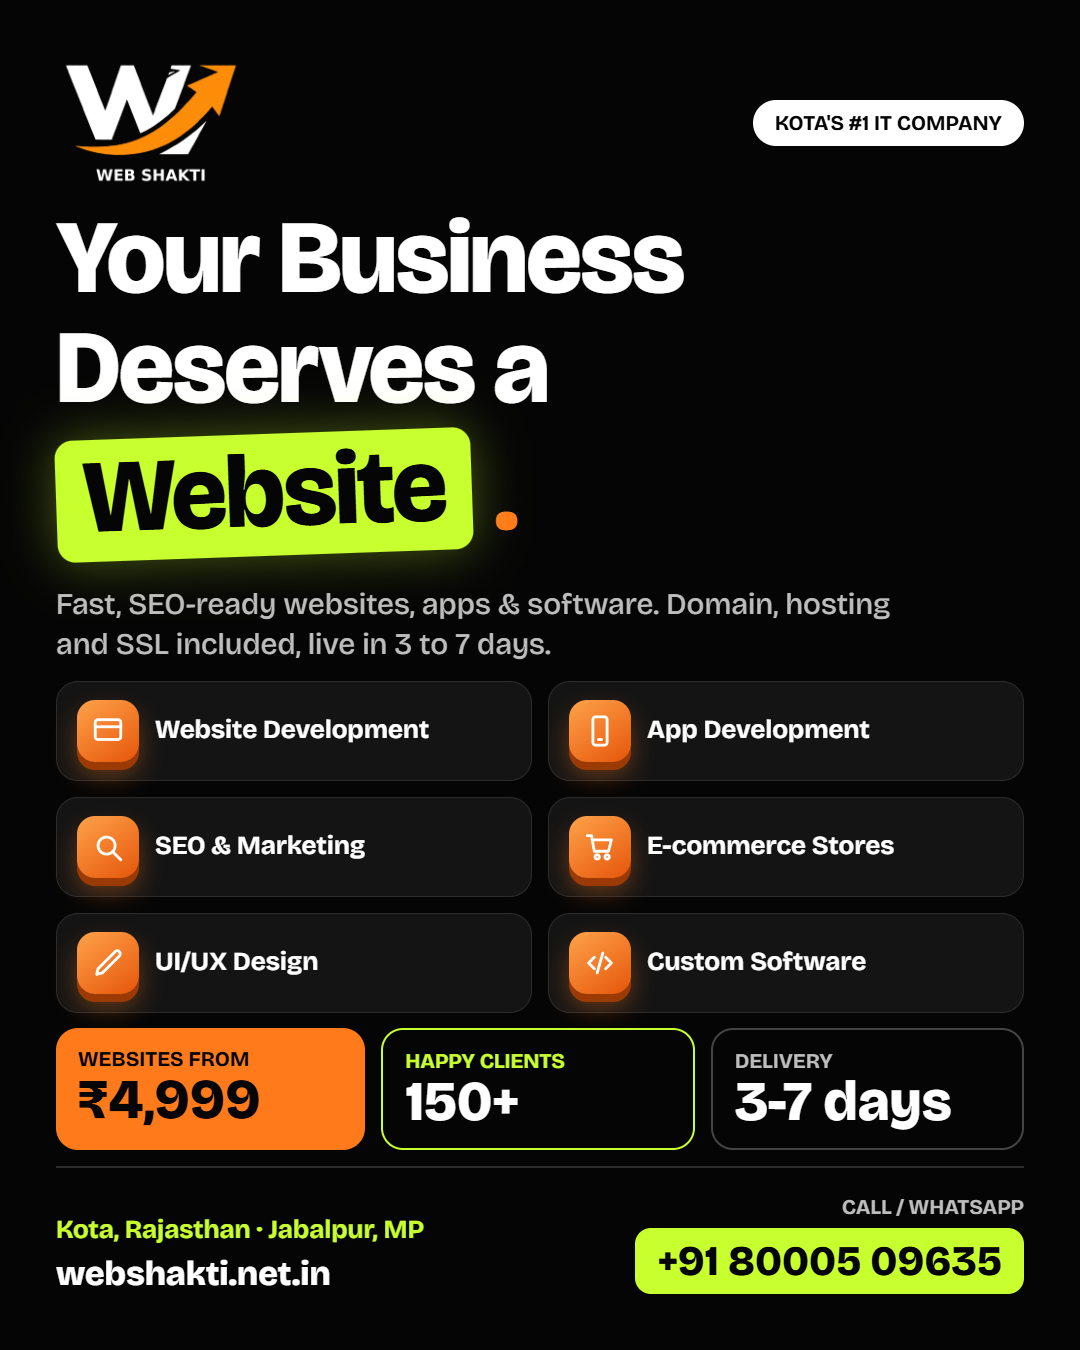 WEB SHAKTI
KOTA'S #1 IT COMPANY
Your Business
Deserves a
Website .
Fast, SEO-ready websites, apps & software. Domain, hosting
and SSL included, live in 3 to 7 days.
Website Development
App Development
SEO & Marketing
E-commerce Stores
UI/UX Design
Custom Software
WEBSITES FROM
₹4,999
HAPPY CLIENTS
150+
DELIVERY
3-7 days
Kota, Rajasthan · Jabalpur, MP
webshakti.net.in
CALL / WHATSAPP
+91 80005 09635